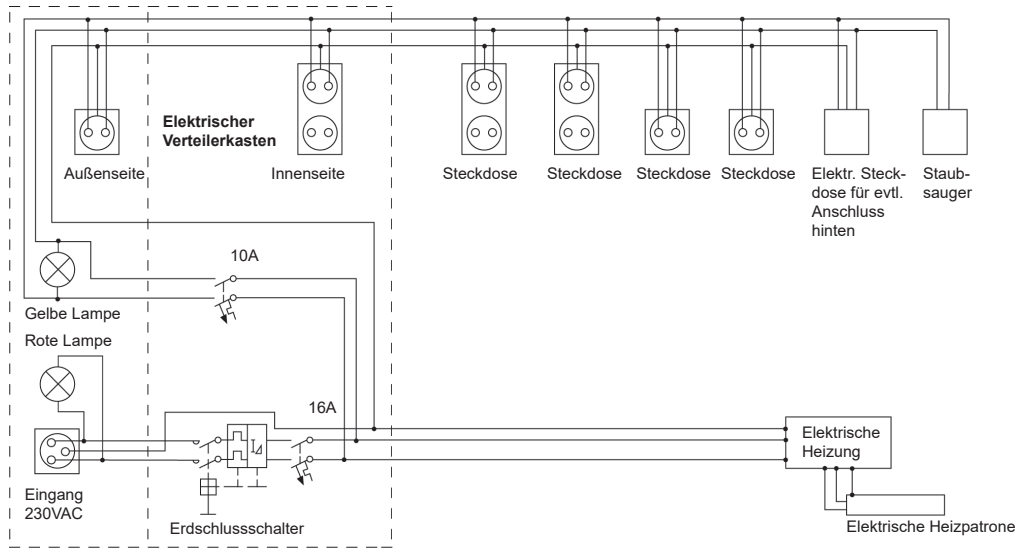 Elektrischer
Verteilerkasten
Außenseite
Innenseite
Steckdose
Steckdose
Steckdose
Steckdose
Elektr. Steck-
dose für evtl.
Anschluss
hinten
Staub-
sauger
10A
Gelbe Lampe
Rote Lampe
16A
Elektrische
Heizung
Eingang
230VAC
Erdschlussschalter
Elektrische Heizpatrone